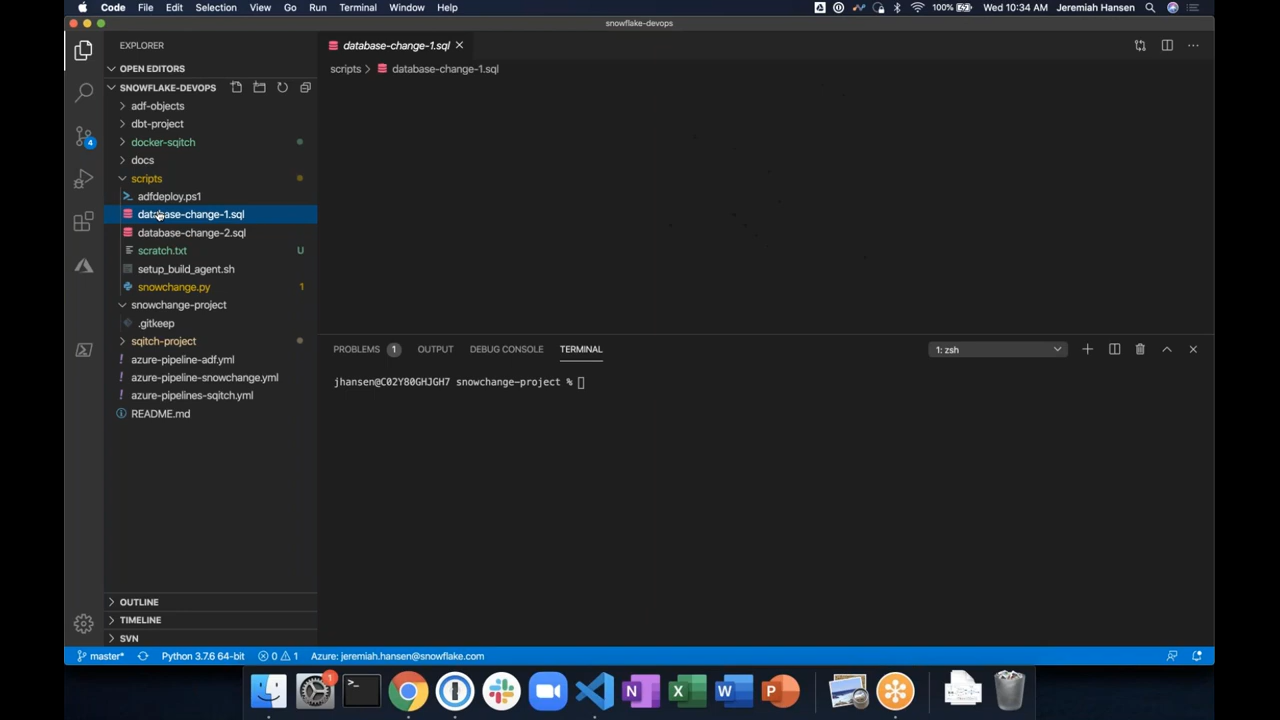 Code File Edit Selection View Go Run Terminal Window Help
100% Wed 10:34 AM Jeremiah Hansen
snowflake-devops
EXPLORER
OPEN EDITORS
SNOWFLAKE-DEVOPS
adf-objects
dbt-project
docker-sqitch
docs
scripts
adfdeploy.ps1
database-change-1.sql
database-change-2.sql
scratch.txt U
setup_build_agent.sh
snowchange.py 1
snowchange-project
.gitkeep
sqitch-project
azure-pipeline-adf.yml
azure-pipeline-snowchange.yml
azure-pipelines-sqitch.yml
README.md
OUTLINE
TIMELINE
SVN
4
database-change-1.sql
scripts > database-change-1.sql
PROBLEMS 1 OUTPUT DEBUG CONSOLE TERMINAL
1: zsh
jhansen@C02Y80GHJGH7 snowchange-project %
master* Python 3.7.6 64-bit 0 1 Azure: jeremiah.hansen@snowflake.com
1
N X W P